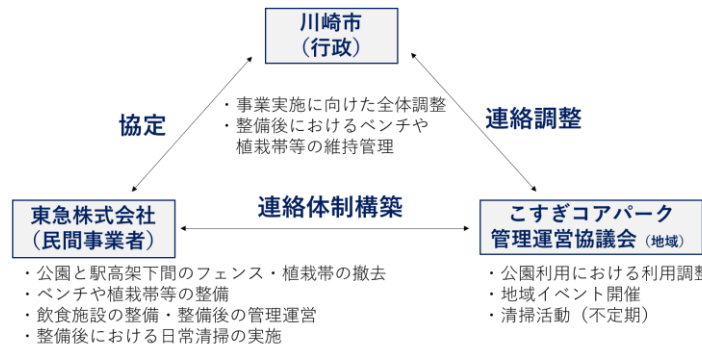 川崎市
（行政）
・事業実施に向けた全体調整
・整備後におけるベンチや
植栽帯等の維持管理
協定
連絡調整
連絡体制構築
東急株式会社
（民間事業者）
・公園と駅高架下間のフェンス・植栽帯の撤去
・ベンチや植栽帯等の整備
・飲食施設の整備・整備後の管理運営
・整備後における日常清掃の実施
こすぎコアパーク
管理運営協議会（地域）
・公園利用における利用調整
・地域イベント開催
・清掃活動（不定期）